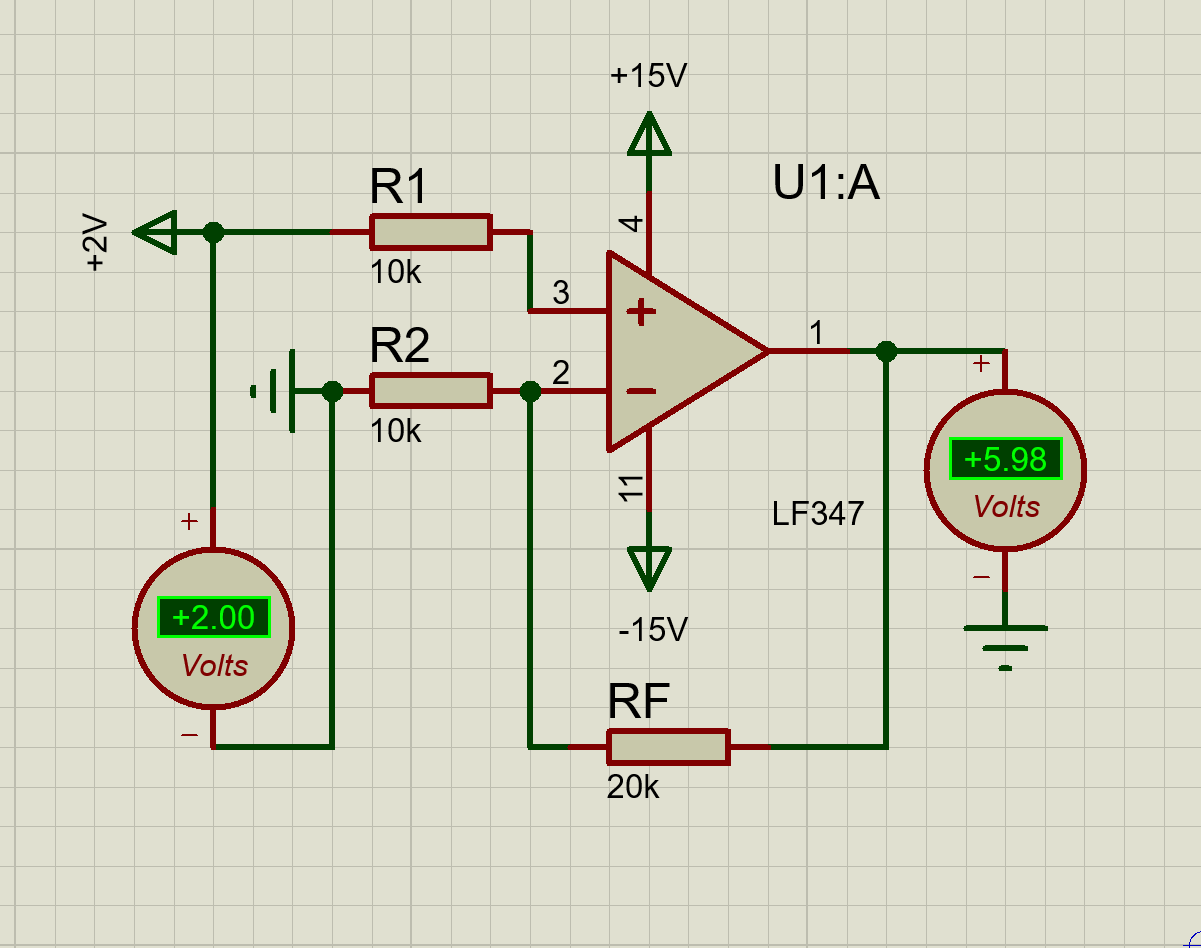 +15V
U1:A
R1
+2V
4
10k
3
+
R2
1
2
−
+
10k
+5.98
11
Volts
LF347
+
−
+2.00
-15V
Volts
RF
−
20k